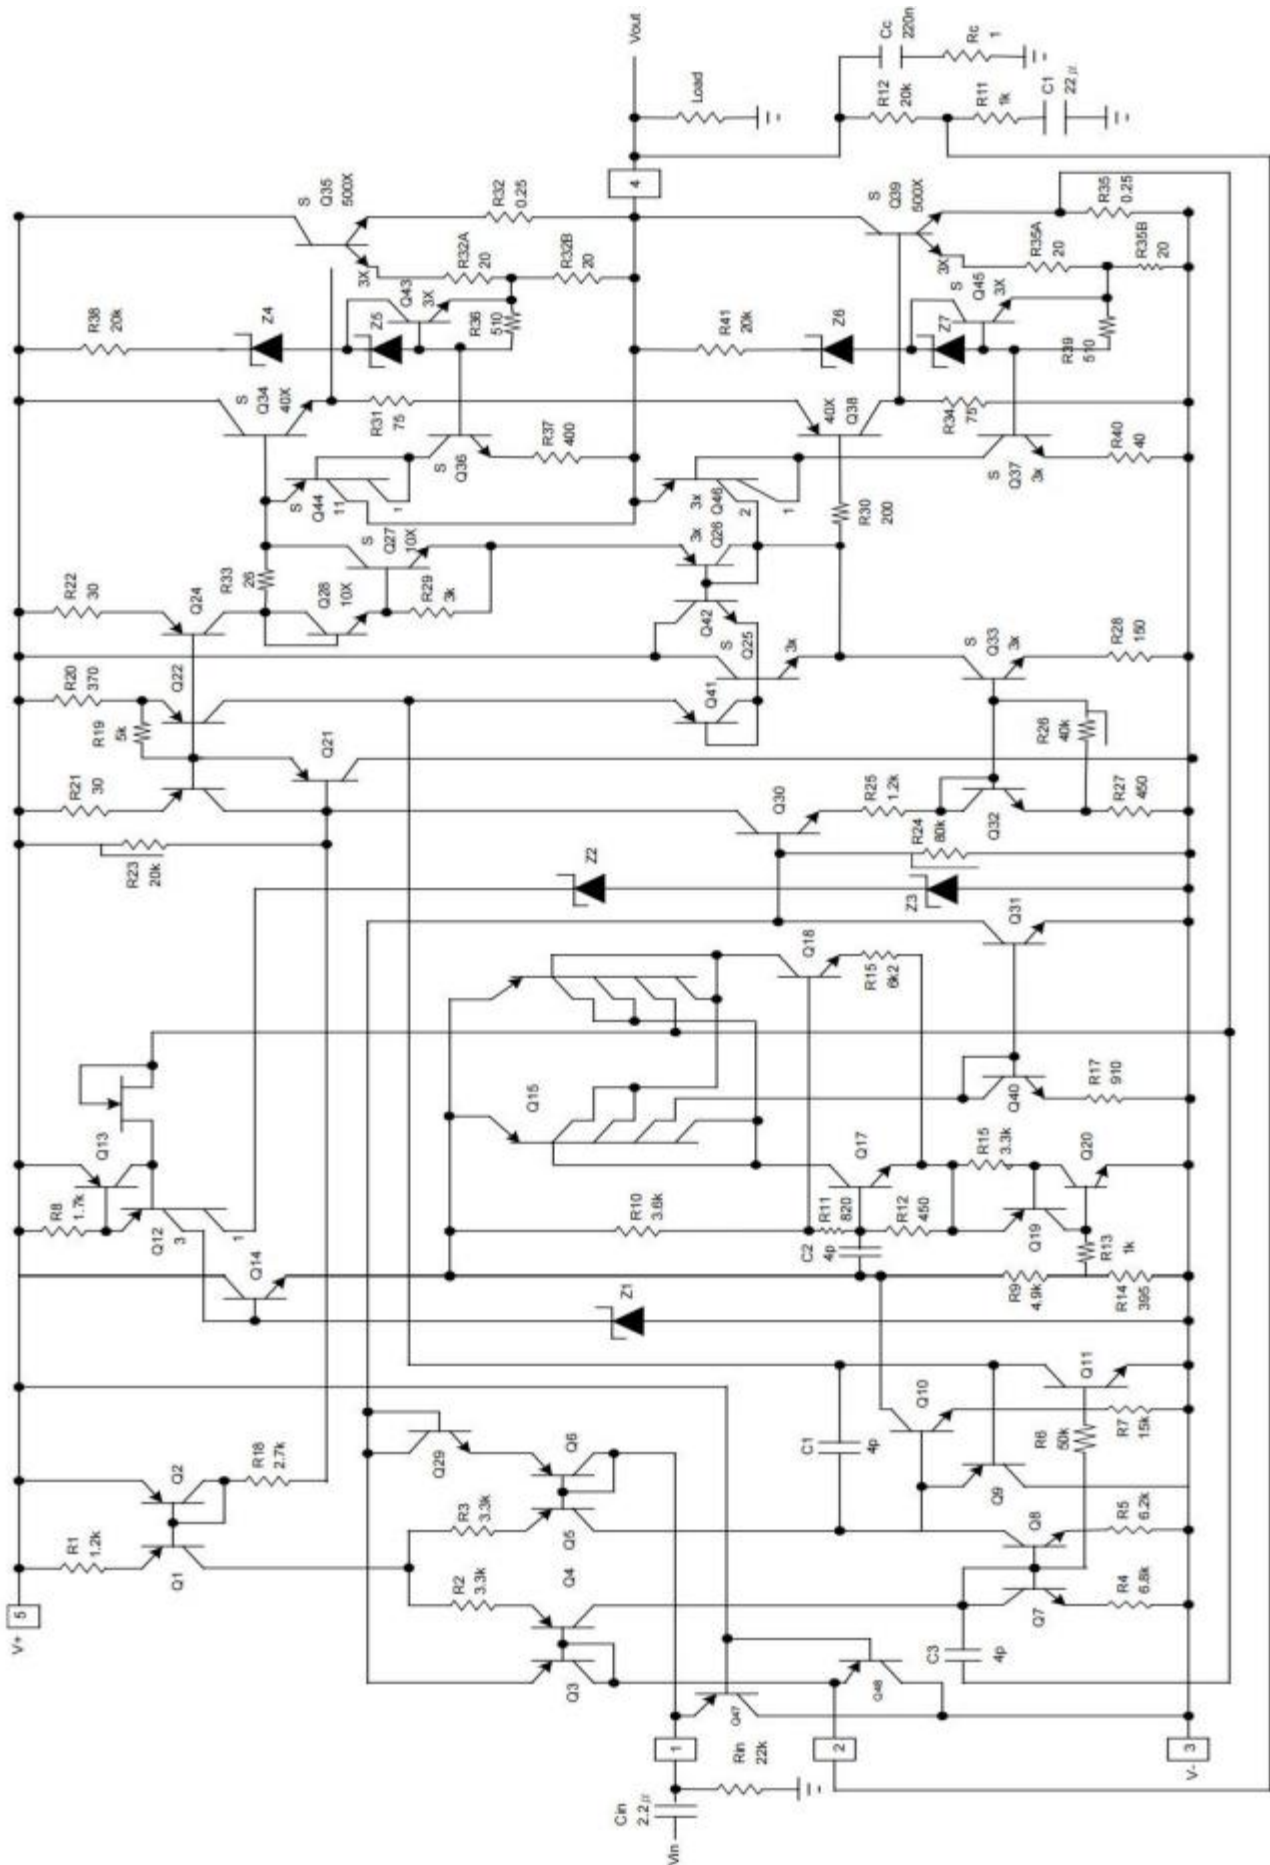 V+
5
R1
1.2k
Q1
Q2
R18
2.7k
R2
3.3k
R3
3.3k
Q3
Q4
Q5
Q6
Q29
Cin
2.2µ
Vin
1
Rin
22k
Q47
2
Q48
3
V-
C3
4p
Q7
Q8
R4
6.8k
R5
6.2k
Q9
C1
4p
Q10
R6
50k
R7
15k
Q11
R8
1.7k
Q12
3
1
Q13
Q14
Z1
R10
3.6k
C2
4p
R11
820
R12
450
R9
4.9k
R13
1k
R14
395
Q15
Q17
Q19
R15
3.3k
Q20
Q18
R15
6k2
Q40
R17
910
Q31
Z2
Z3
R23
20k
R21
30
R19
5k
R20
370
Q22
Q21
R22
30
Q24
Q30
R25
1.2k
R24
80k
Q32
R26
40k
R27
450
S
Q33
3x
R28
150
R33
26
Q28
10X
S
Q27
10X
R29
3k
Q41
S
Q25
3x
Q42
3x
Q26
S
Q44
11
1
3x
Q46
2
1
R30
200
S
Q34
40X
R31
75
S
Q36
R37
400
40X
Q38
R34
75
S
Q37
3x
R40
40
R38
20k
Z4
Z5
Q43
3X
R36
510
R41
20k
Z6
Z7
S
Q45
3X
R39
510
S
Q35
500X
3X
R32A
20
R32B
20
R32
0.25
S
Q39
500X
3X
R35A
20
R35B
20
R35
0.25
4
Vout
Load
Cc
220n
Rc
1
R12
20k
R11
1k
C1
22µ